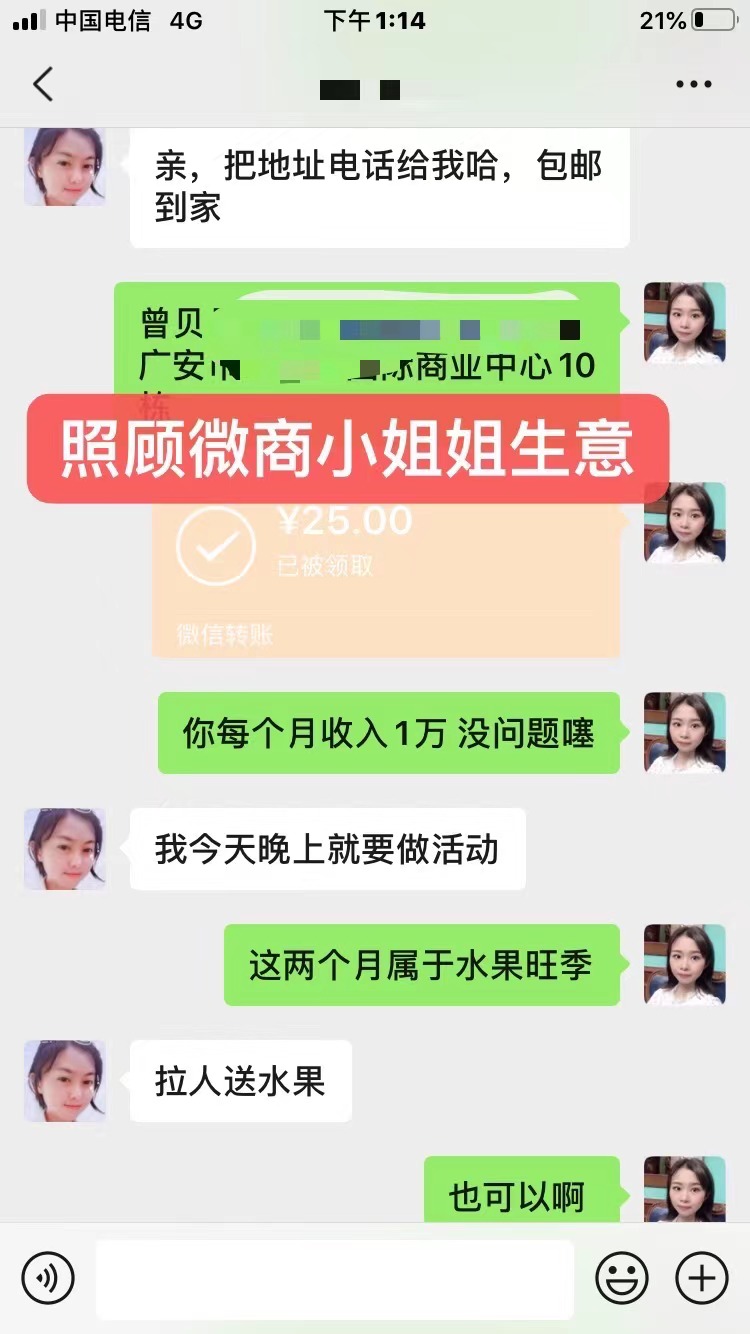 中国电信 4G 下午1:14 21%
亲，把地址电话给我哈，包邮
到家
曾贝
广安 商业中心10
栋
照顾微商小姐姐生意
¥25.00
已被领取
微信转账
你每个月收入1万 没问题噻
我今天晚上就要做活动
这两个月属于水果旺季
拉人送水果
也可以啊